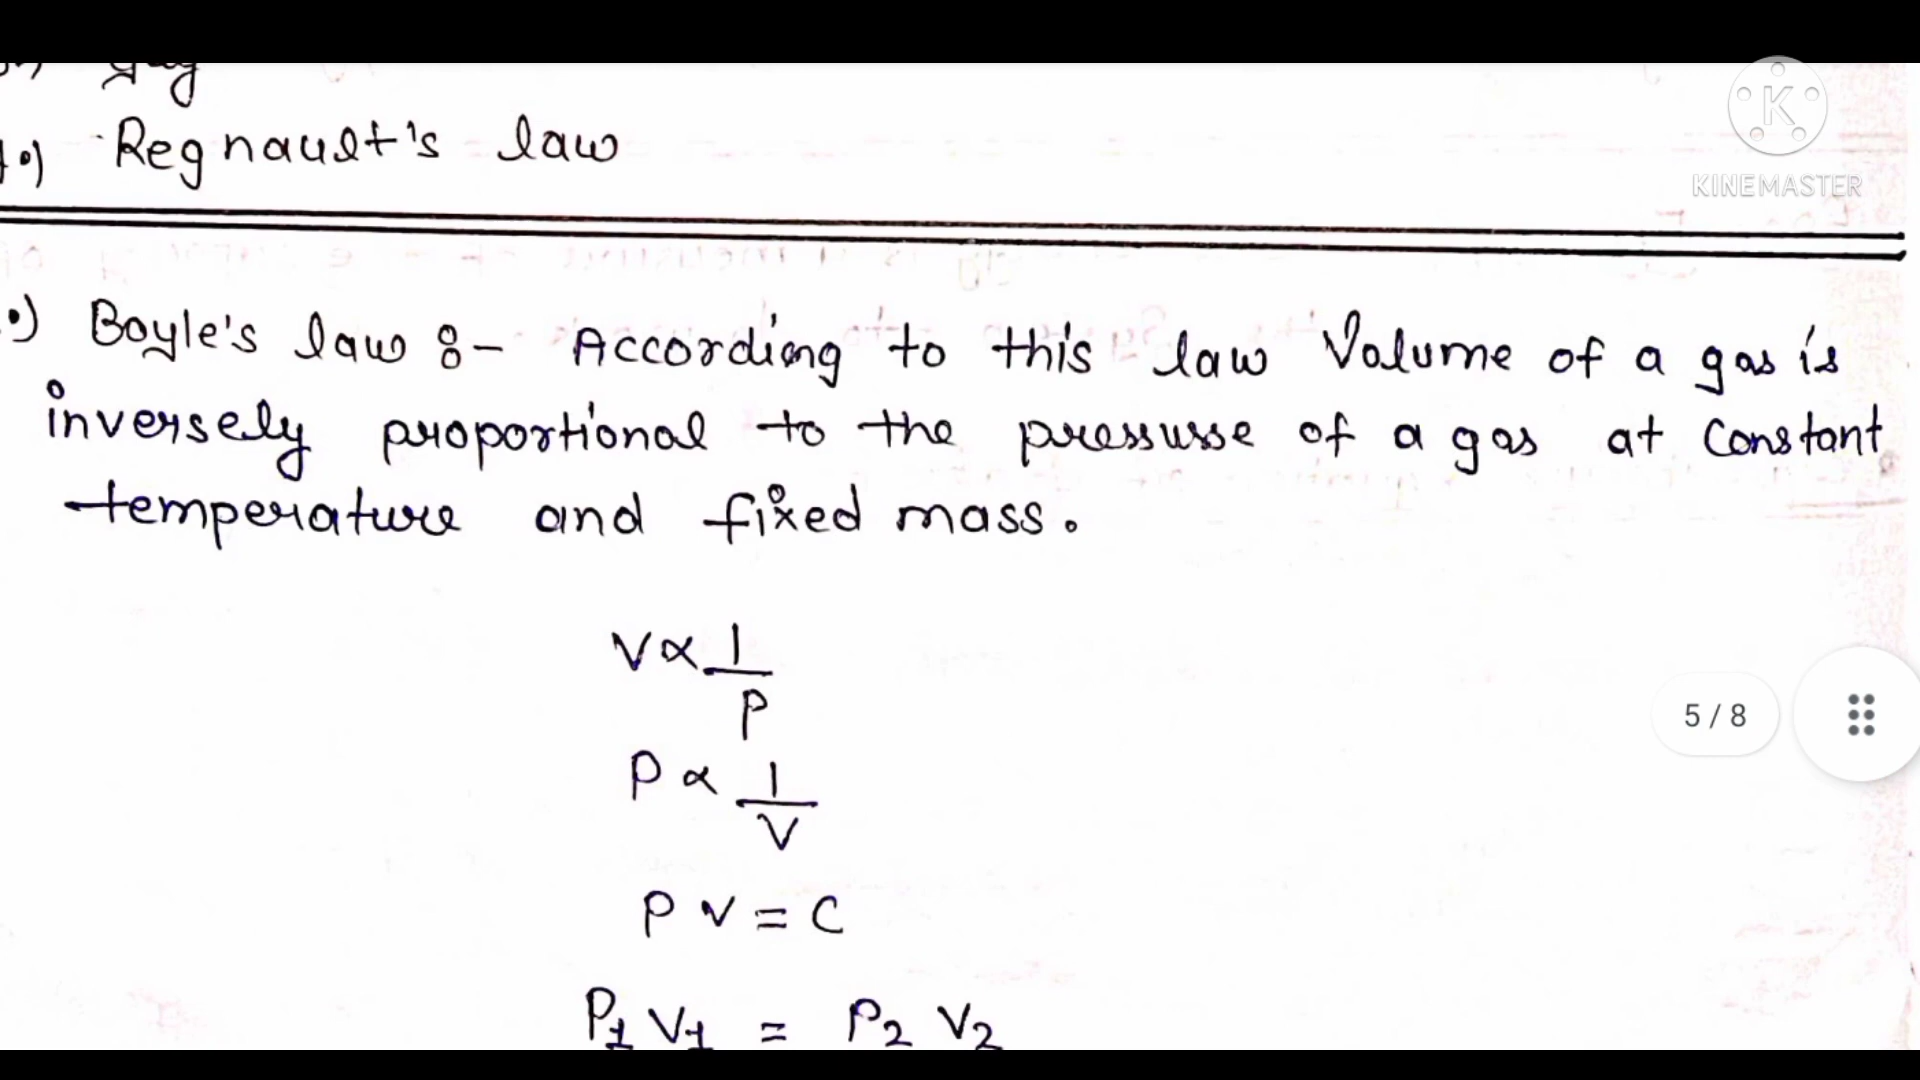 Regnault's law
KINEMASTER
Boyle's law :- According to this law Volume of a gas is
inversely proportional to the pressure of a gas at Constant
temperature and fixed mass.
V ∝ 1/P
P ∝ 1/V
5 / 8
P V = C
P1 V1 = P2 V2